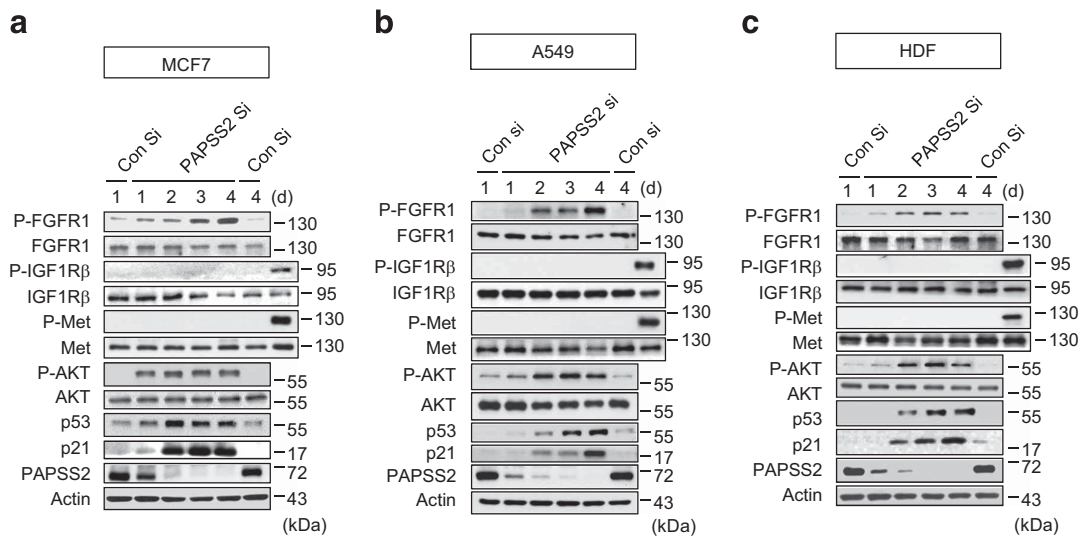 a
MCF7
Con Si
PAPSS2 Si
Con Si
1 1 2 3 4 4 (d)
P-FGFR1 130
FGFR1 130
P-IGF1Rβ 95
IGF1Rβ 95
P-Met 130
Met 130
P-AKT 55
AKT 55
p53 55
p21 17
PAPSS2 72
Actin 43
(kDa)
b
A549
Con si
PAPSS2 si
Con si
1 1 2 3 4 4 (d)
P-FGFR1 130
FGFR1 130
P-IGF1Rβ 95
IGF1Rβ 95
P-Met 130
Met 130
P-AKT 55
AKT 55
p53 55
p21 17
PAPSS2 72
Actin 43
(kDa)
c
HDF
Con Si
PAPSS2 Si
Con Si
1 1 2 3 4 4 (d)
P-FGFR1 130
FGFR1 130
P-IGF1Rβ 95
IGF1Rβ 95
P-Met 130
Met 130
P-AKT 55
AKT 55
p53 55
p21 17
PAPSS2 72
Actin 43
(kDa)